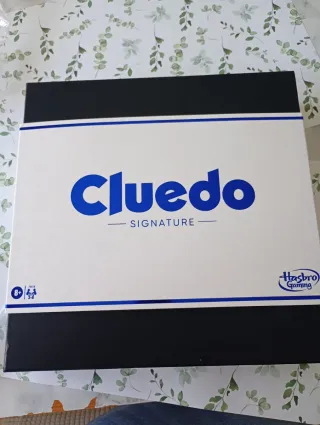 Cluedo
SIGNATURE
Hasbro
Gaming
8+